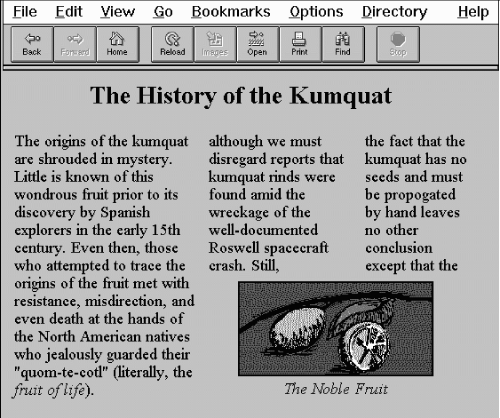 File Edit View Go Bookmarks Options Directory Help
Back Forward Home Reload Images Open Print Find Stop
The History of the Kumquat
The origins of the kumquat
are shrouded in mystery.
Little is known of this
wondrous fruit prior to its
discovery by Spanish
explorers in the early 15th
century. Even then, those
who attempted to trace the
origins of the fruit met with
resistance, misdirection, and
even death at the hands of
the North American natives
who jealously guarded their
"quom-te-cotl" (literally, the
fruit of life).
although we must
disregard reports that
kumquat rinds were
found amid the
wreckage of the
well-documented
Roswell spacecraft
crash. Still,
the fact that the
kumquat has no
seeds and must
be propogated
by hand leaves
no other
conclusion
except that the
The Noble Fruit